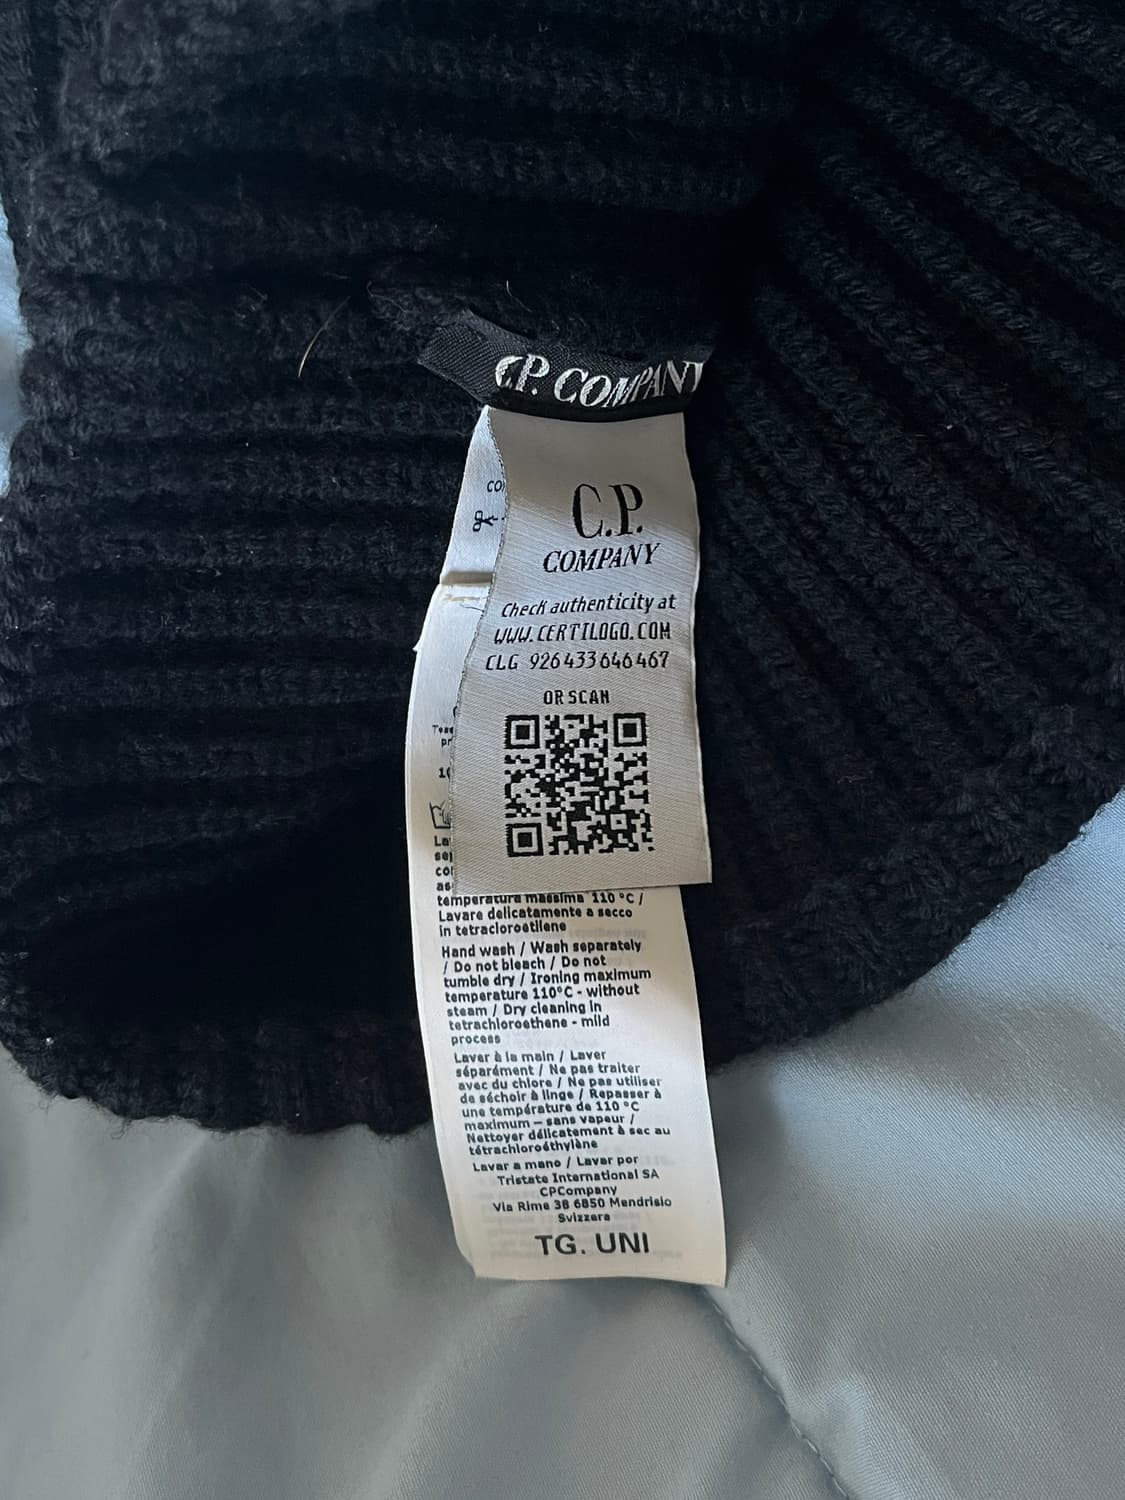 C.P. COMPANY
C.P.
COMPANY
Check authenticity at
WWW.CERTILOGO.COM
CLG 926433646467
OR SCAN
temperatura massima 110 °C /
Lavare delicatamente a secco
in tetracloroetilene
Hand wash / Wash separately
/ Do not bleach / Do not
tumble dry / Ironing maximum
temperature 110°C - without
steam / Dry cleaning in
tetrachloroethene - mild
process
Laver à la main / Laver
séparément / Ne pas traiter
avec du chlore / Ne pas utiliser
de séchoir à linge / Repasser à
une température de 110 °C
maximum – sans vapeur /
Nettoyer délicatement à sec au
tétrachloroéthylène
Lavar a mano / Lavar por
Tristate International SA
CPCompany
Via Rime 38 6850 Mendrisio
Svizzera
TG. UNI